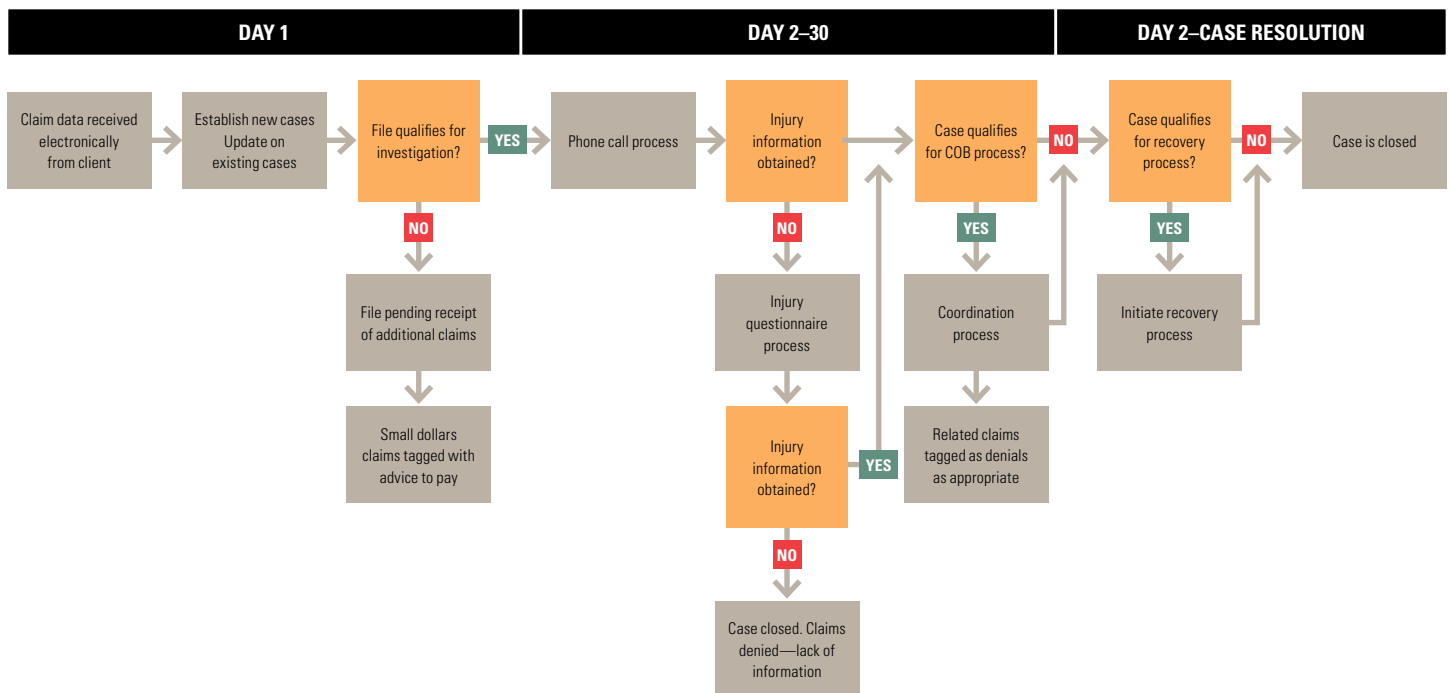 DAY 1
DAY 2–30
DAY 2–CASE RESOLUTION
Claim data received
electronically
from client
Establish new cases
Update on
existing cases
File qualifies for
investigation?
YES
Phone call process
Injury
information
obtained?
Case qualifies
for COB process?
NO
Case qualifies
for recovery
process?
NO
Case is closed
NO
NO
YES
YES
File pending receipt
of additional claims
Injury
questionnaire
process
Coordination
process
Initiate recovery
process
Small dollars
claims tagged with
advice to pay
Injury
information
obtained?
YES
Related claims
tagged as denials
as appropriate
NO
Case closed. Claims
denied—lack of
information